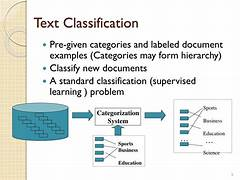 Text Classification
• Pre-given categories and labeled document
examples (Categories may form hierarchy)
• Classify new documents
• A standard classification (supervised
learning ) problem
Categorization
System
Sports
Business
Education
Sports
Business
Education
...
Science